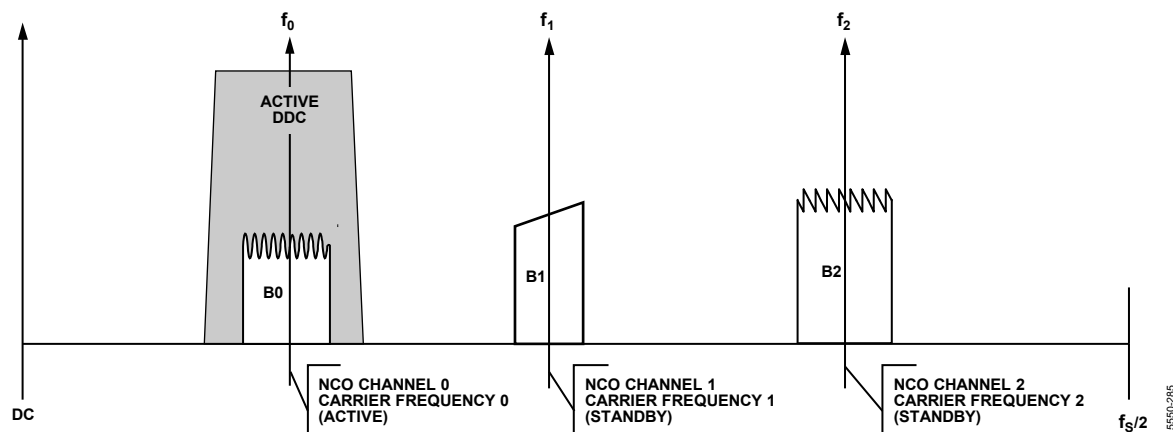 f0
f1
f2
ACTIVE
DDC
B0
B1
B2
NCO CHANNEL 0
CARRIER FREQUENCY 0
(ACTIVE)
NCO CHANNEL 1
CARRIER FREQUENCY 1
(STANDBY)
NCO CHANNEL 2
CARRIER FREQUENCY 2
(STANDBY)
DC
fS/2